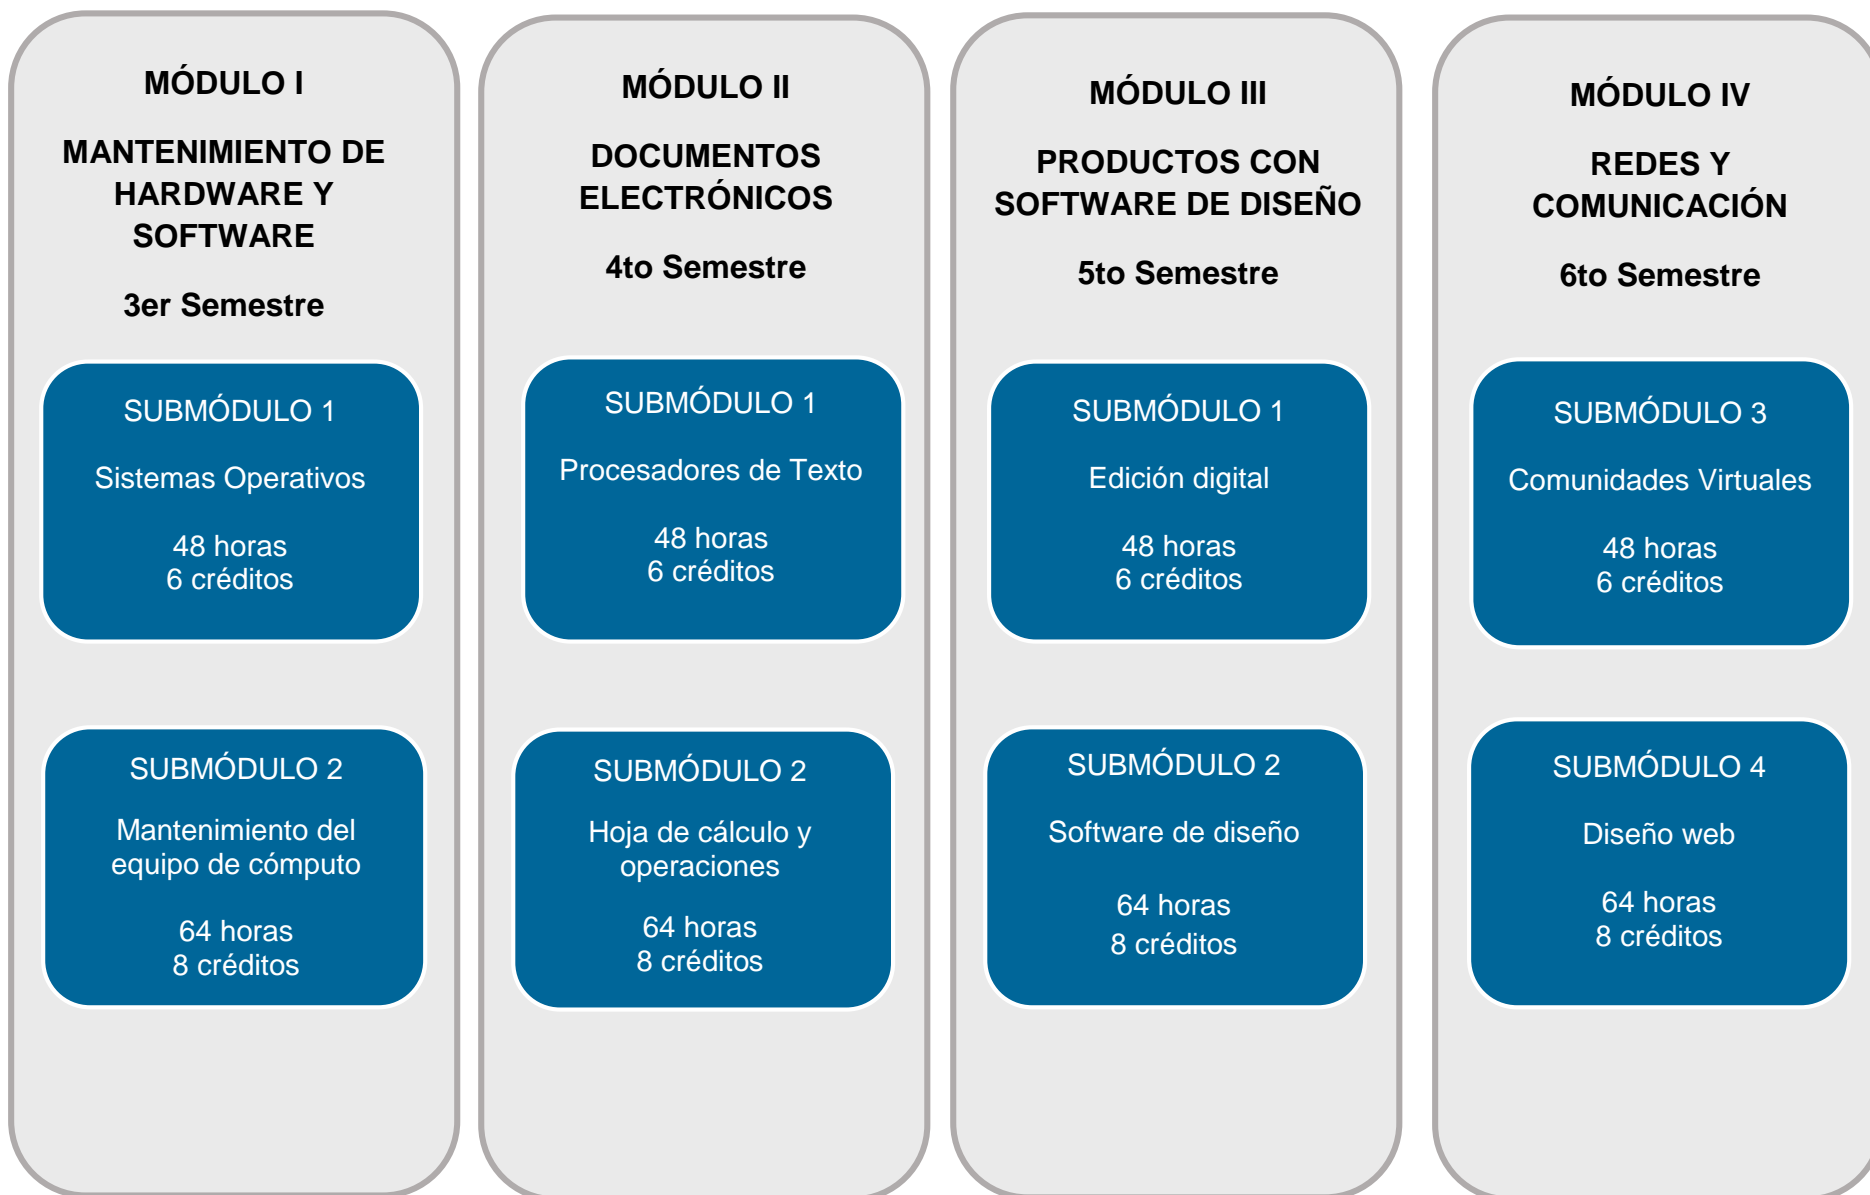 MÓDULO I
MANTENIMIENTO DE
HARDWARE Y
SOFTWARE
3er Semestre
SUBMÓDULO 1
Sistemas Operativos
48 horas
6 créditos
SUBMÓDULO 2
Mantenimiento del
equipo de cómputo
64 horas
8 créditos
MÓDULO II
DOCUMENTOS
ELECTRÓNICOS
4to Semestre
SUBMÓDULO 1
Procesadores de Texto
48 horas
6 créditos
SUBMÓDULO 2
Hoja de cálculo y
operaciones
64 horas
8 créditos
MÓDULO III
PRODUCTOS CON
SOFTWARE DE DISEÑO
5to Semestre
SUBMÓDULO 1
Edición digital
48 horas
6 créditos
SUBMÓDULO 2
Software de diseño
64 horas
8 créditos
MÓDULO IV
REDES Y
COMUNICACIÓN
6to Semestre
SUBMÓDULO 3
Comunidades Virtuales
48 horas
6 créditos
SUBMÓDULO 4
Diseño web
64 horas
8 créditos